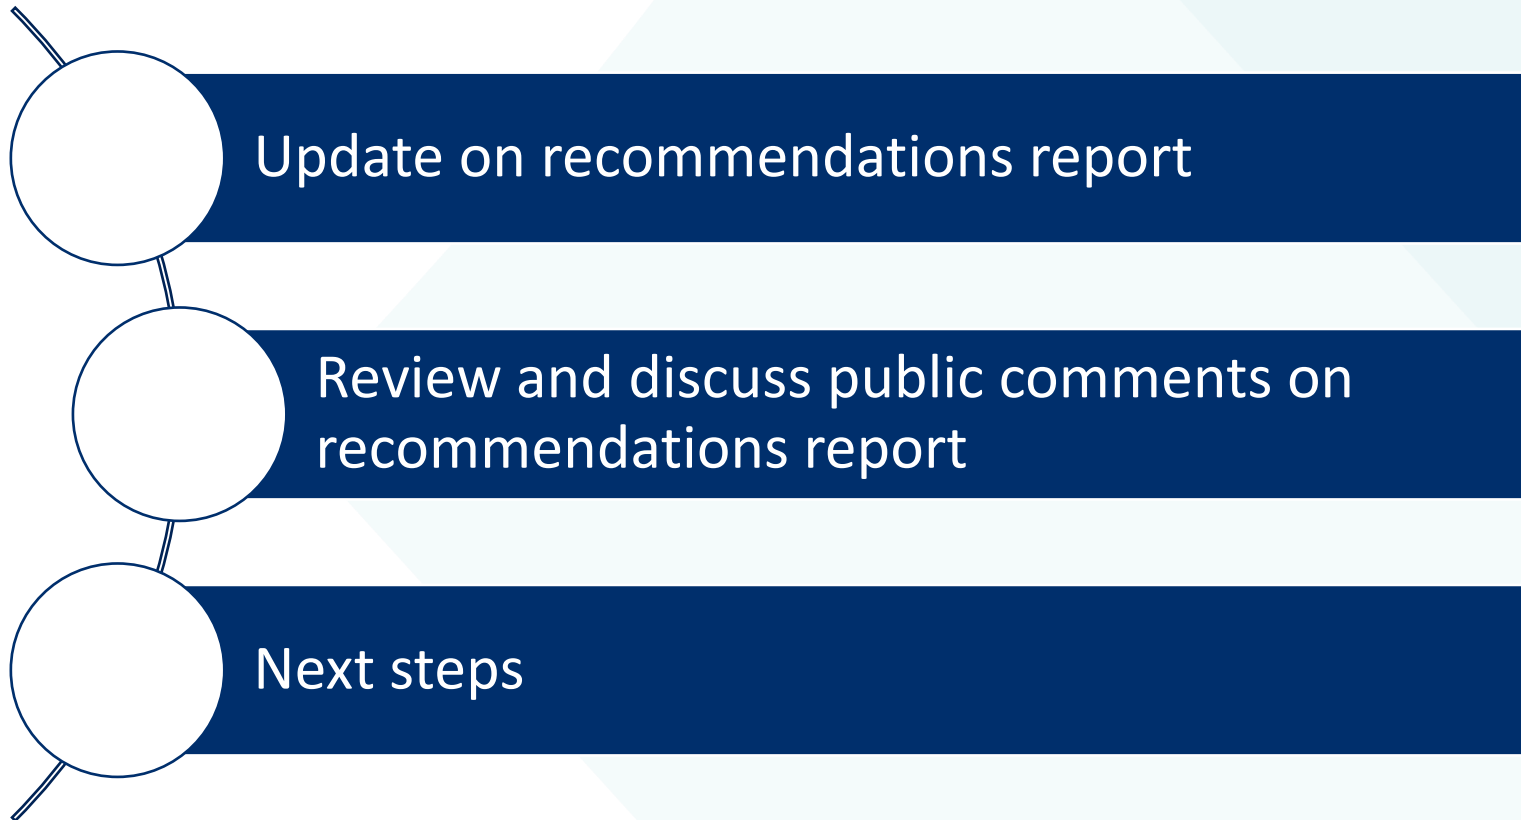 Update on recommendations report
Review and discuss public comments on
recommendations report
Next steps